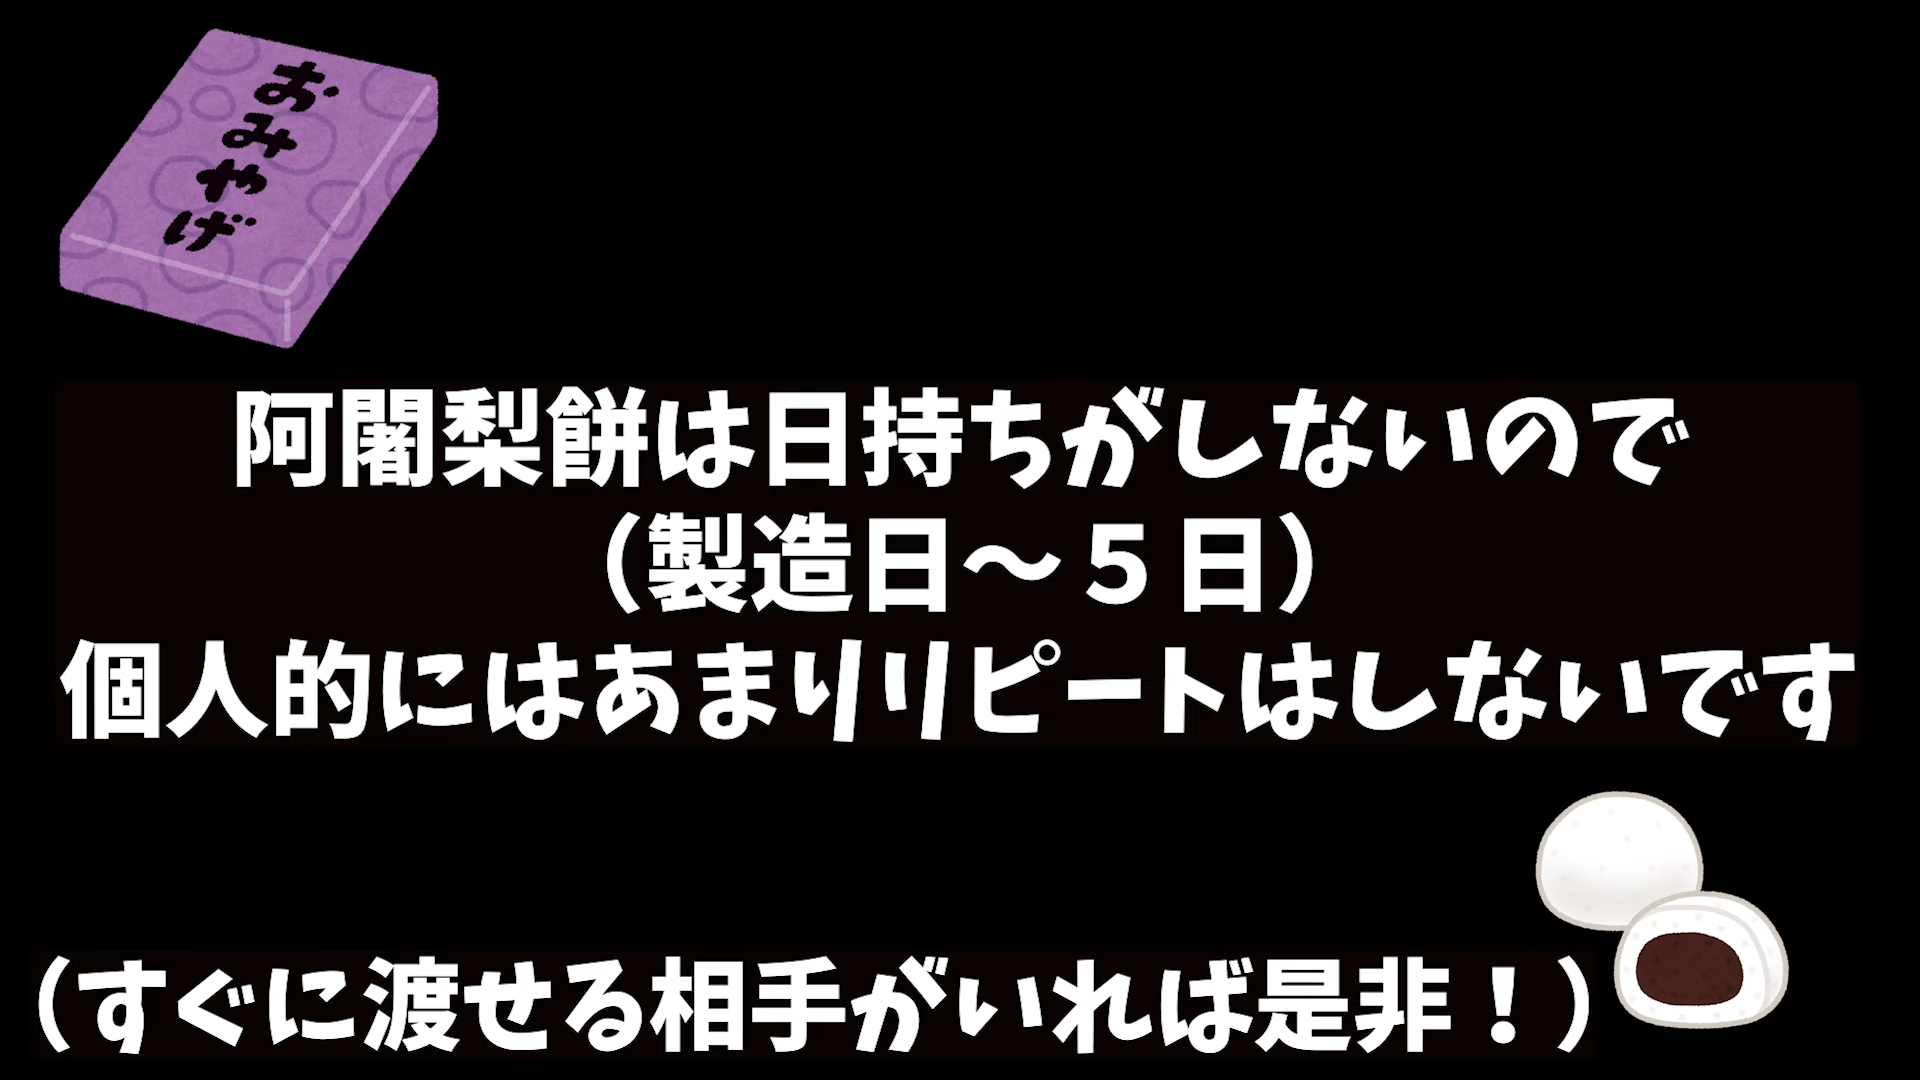 おみやげ
阿闍梨餅は日持ちがしないので
（製造日～５日）
個人的にはあまりリピートはしないです
（すぐに渡せる相手がいれば是非！）